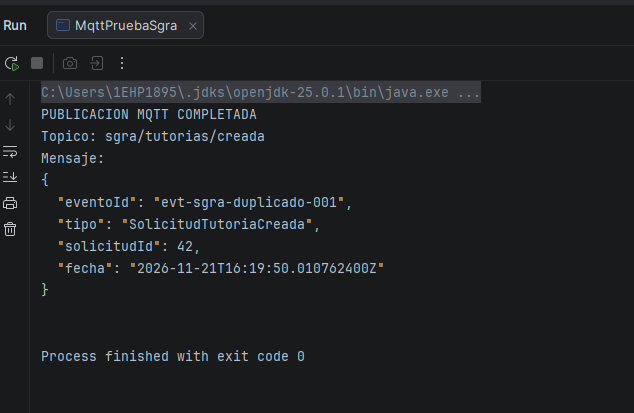 Run
MqttPruebaSgra
C:\Users\1EHP1895\.jdks\openjdk-25.0.1\bin\java.exe ...
PUBLICACION MQTT COMPLETADA
Topico: sgra/tutorias/creada
Mensaje:
{
  "eventoId": "evt-sgra-duplicado-001",
  "tipo": "SolicitudTutoriaCreada",
  "solicitudId": 42,
  "fecha": "2026-11-21T16:19:50.010762400Z"
}
Process finished with exit code 0